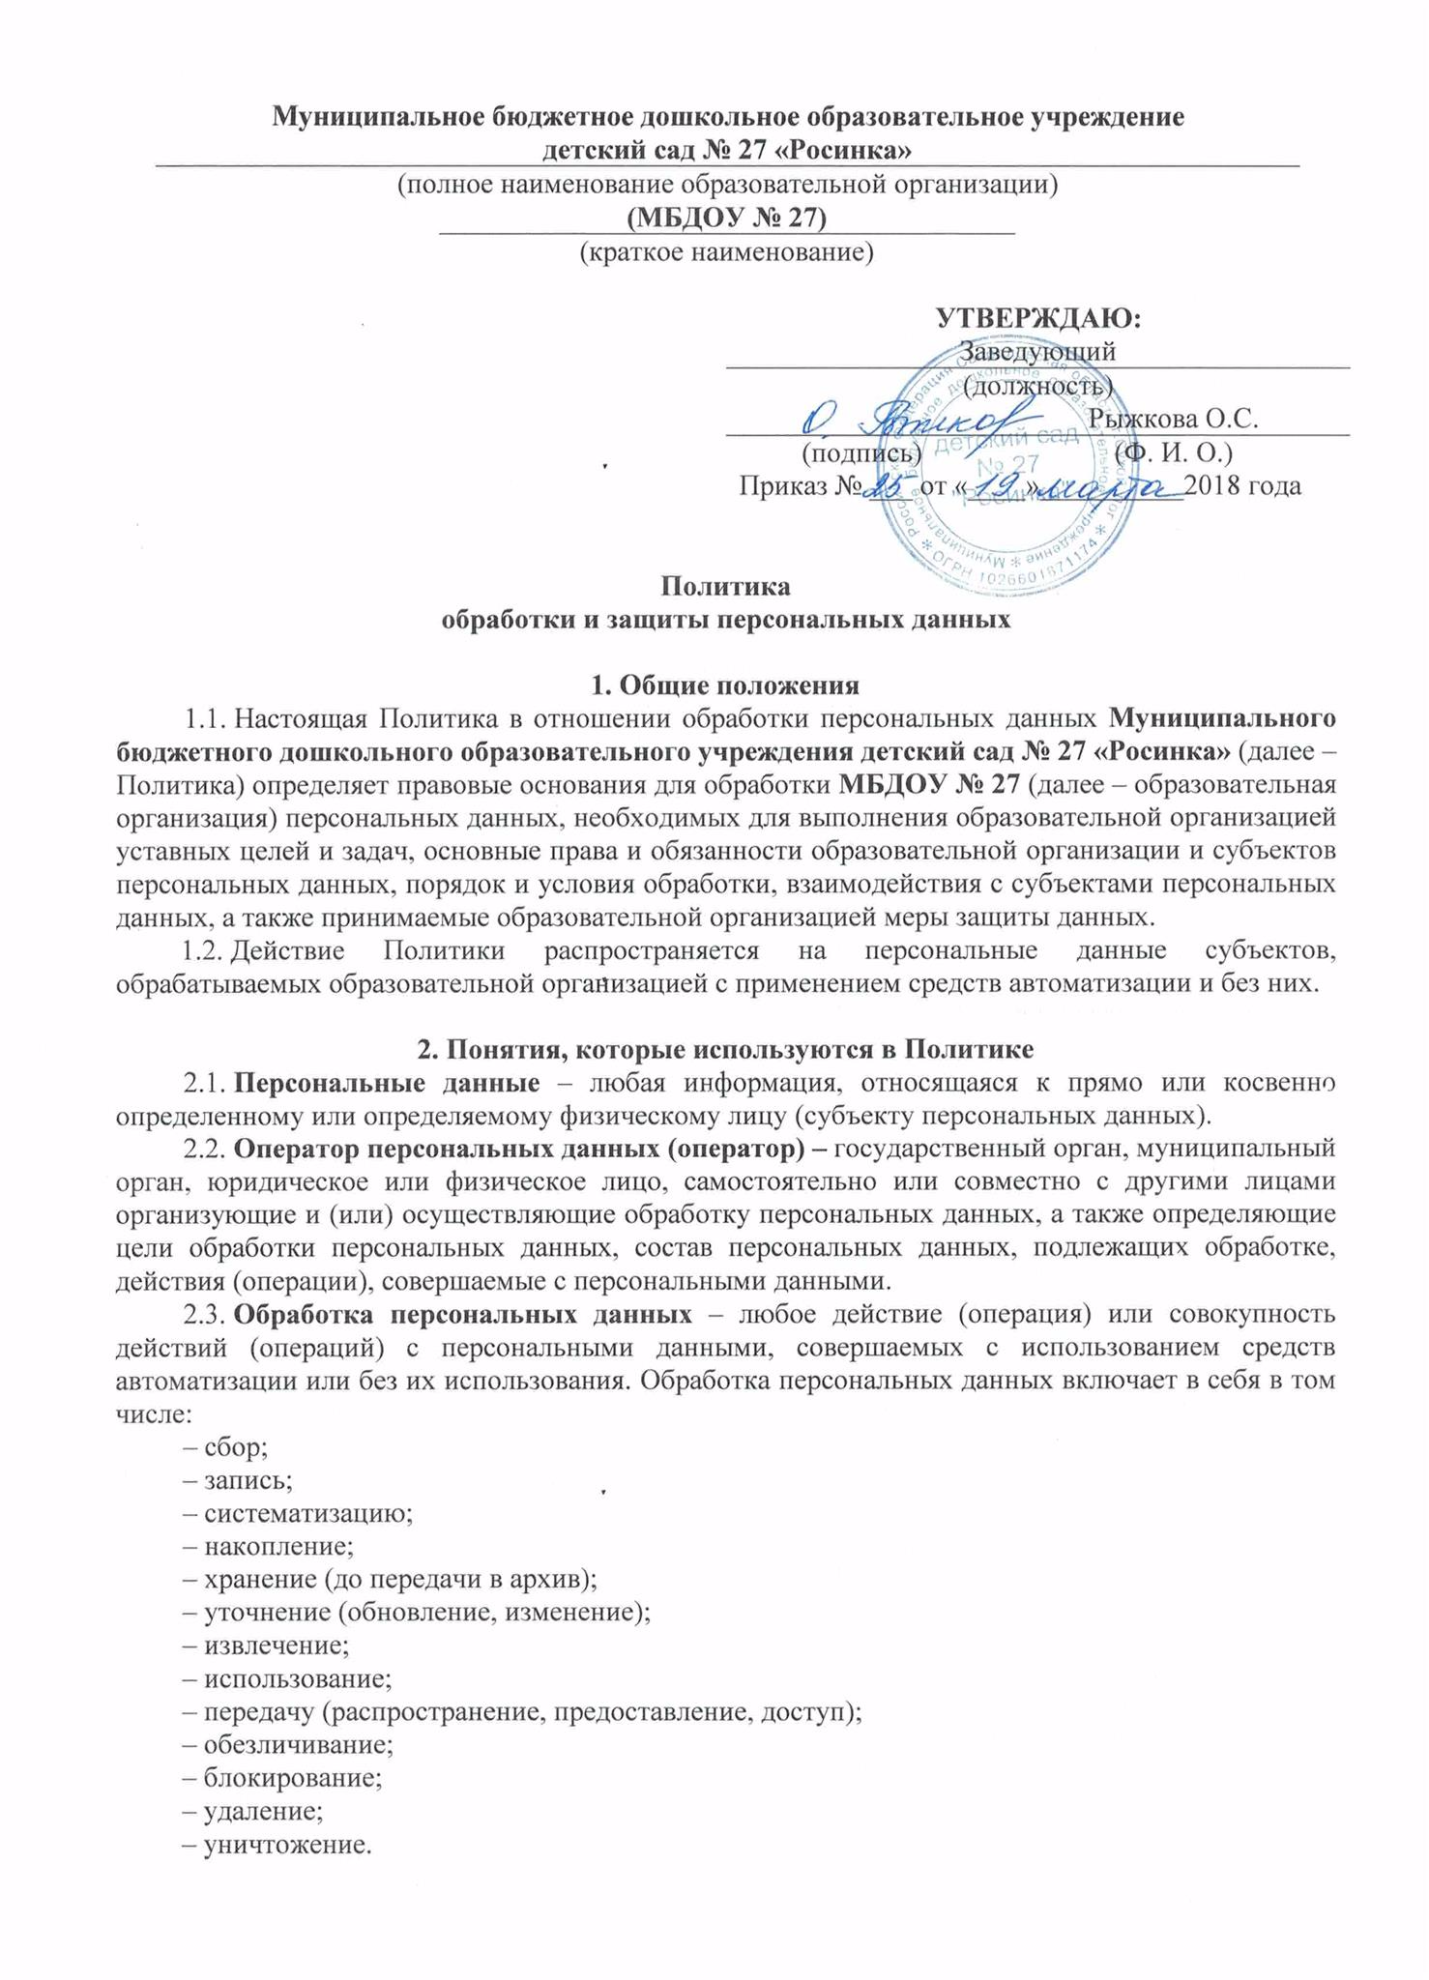 Муниципальное бюджетное дошкольное образовательное учреждение
детский сад № 27 «Росинка»
(полное наименование образовательной организации)
(МБДОУ № 27)
(краткое наименование)
УТВЕРЖДАЮ:
Заведующий
(должность)
Рыжкова О.С.
(подпись) (Ф. И. О.)
Приказ № 25 от «19» марта 2018 года
детский сад
№ 27
"Росинка"
ОГРН 1026601871174
Политика
обработки и защиты персональных данных
1. Общие положения
1.1. Настоящая Политика в отношении обработки персональных данных Муниципального
бюджетного дошкольного образовательного учреждения детский сад № 27 «Росинка» (далее –
Политика) определяет правовые основания для обработки МБДОУ № 27 (далее – образовательная
организация) персональных данных, необходимых для выполнения образовательной организацией
уставных целей и задач, основные права и обязанности образовательной организации и субъектов
персональных данных, порядок и условия обработки, взаимодействия с субъектами персональных
данных, а также принимаемые образовательной организацией меры защиты данных.
1.2. Действие Политики распространяется на персональные данные субъектов,
обрабатываемых образовательной организацией с применением средств автоматизации и без них.
2. Понятия, которые используются в Политике
2.1. Персональные данные – любая информация, относящаяся к прямо или косвенно
определенному или определяемому физическому лицу (субъекту персональных данных).
2.2. Оператор персональных данных (оператор) – государственный орган, муниципальный
орган, юридическое или физическое лицо, самостоятельно или совместно с другими лицами
организующие и (или) осуществляющие обработку персональных данных, а также определяющие
цели обработки персональных данных, состав персональных данных, подлежащих обработке,
действия (операции), совершаемые с персональными данными.
2.3. Обработка персональных данных – любое действие (операция) или совокупность
действий (операций) с персональными данными, совершаемых с использованием средств
автоматизации или без их использования. Обработка персональных данных включает в себя в том
числе:
– сбор;
– запись;
– систематизацию;
– накопление;
– хранение (до передачи в архив);
– уточнение (обновление, изменение);
– извлечение;
– использование;
– передачу (распространение, предоставление, доступ);
– обезличивание;
– блокирование;
– удаление;
– уничтожение.